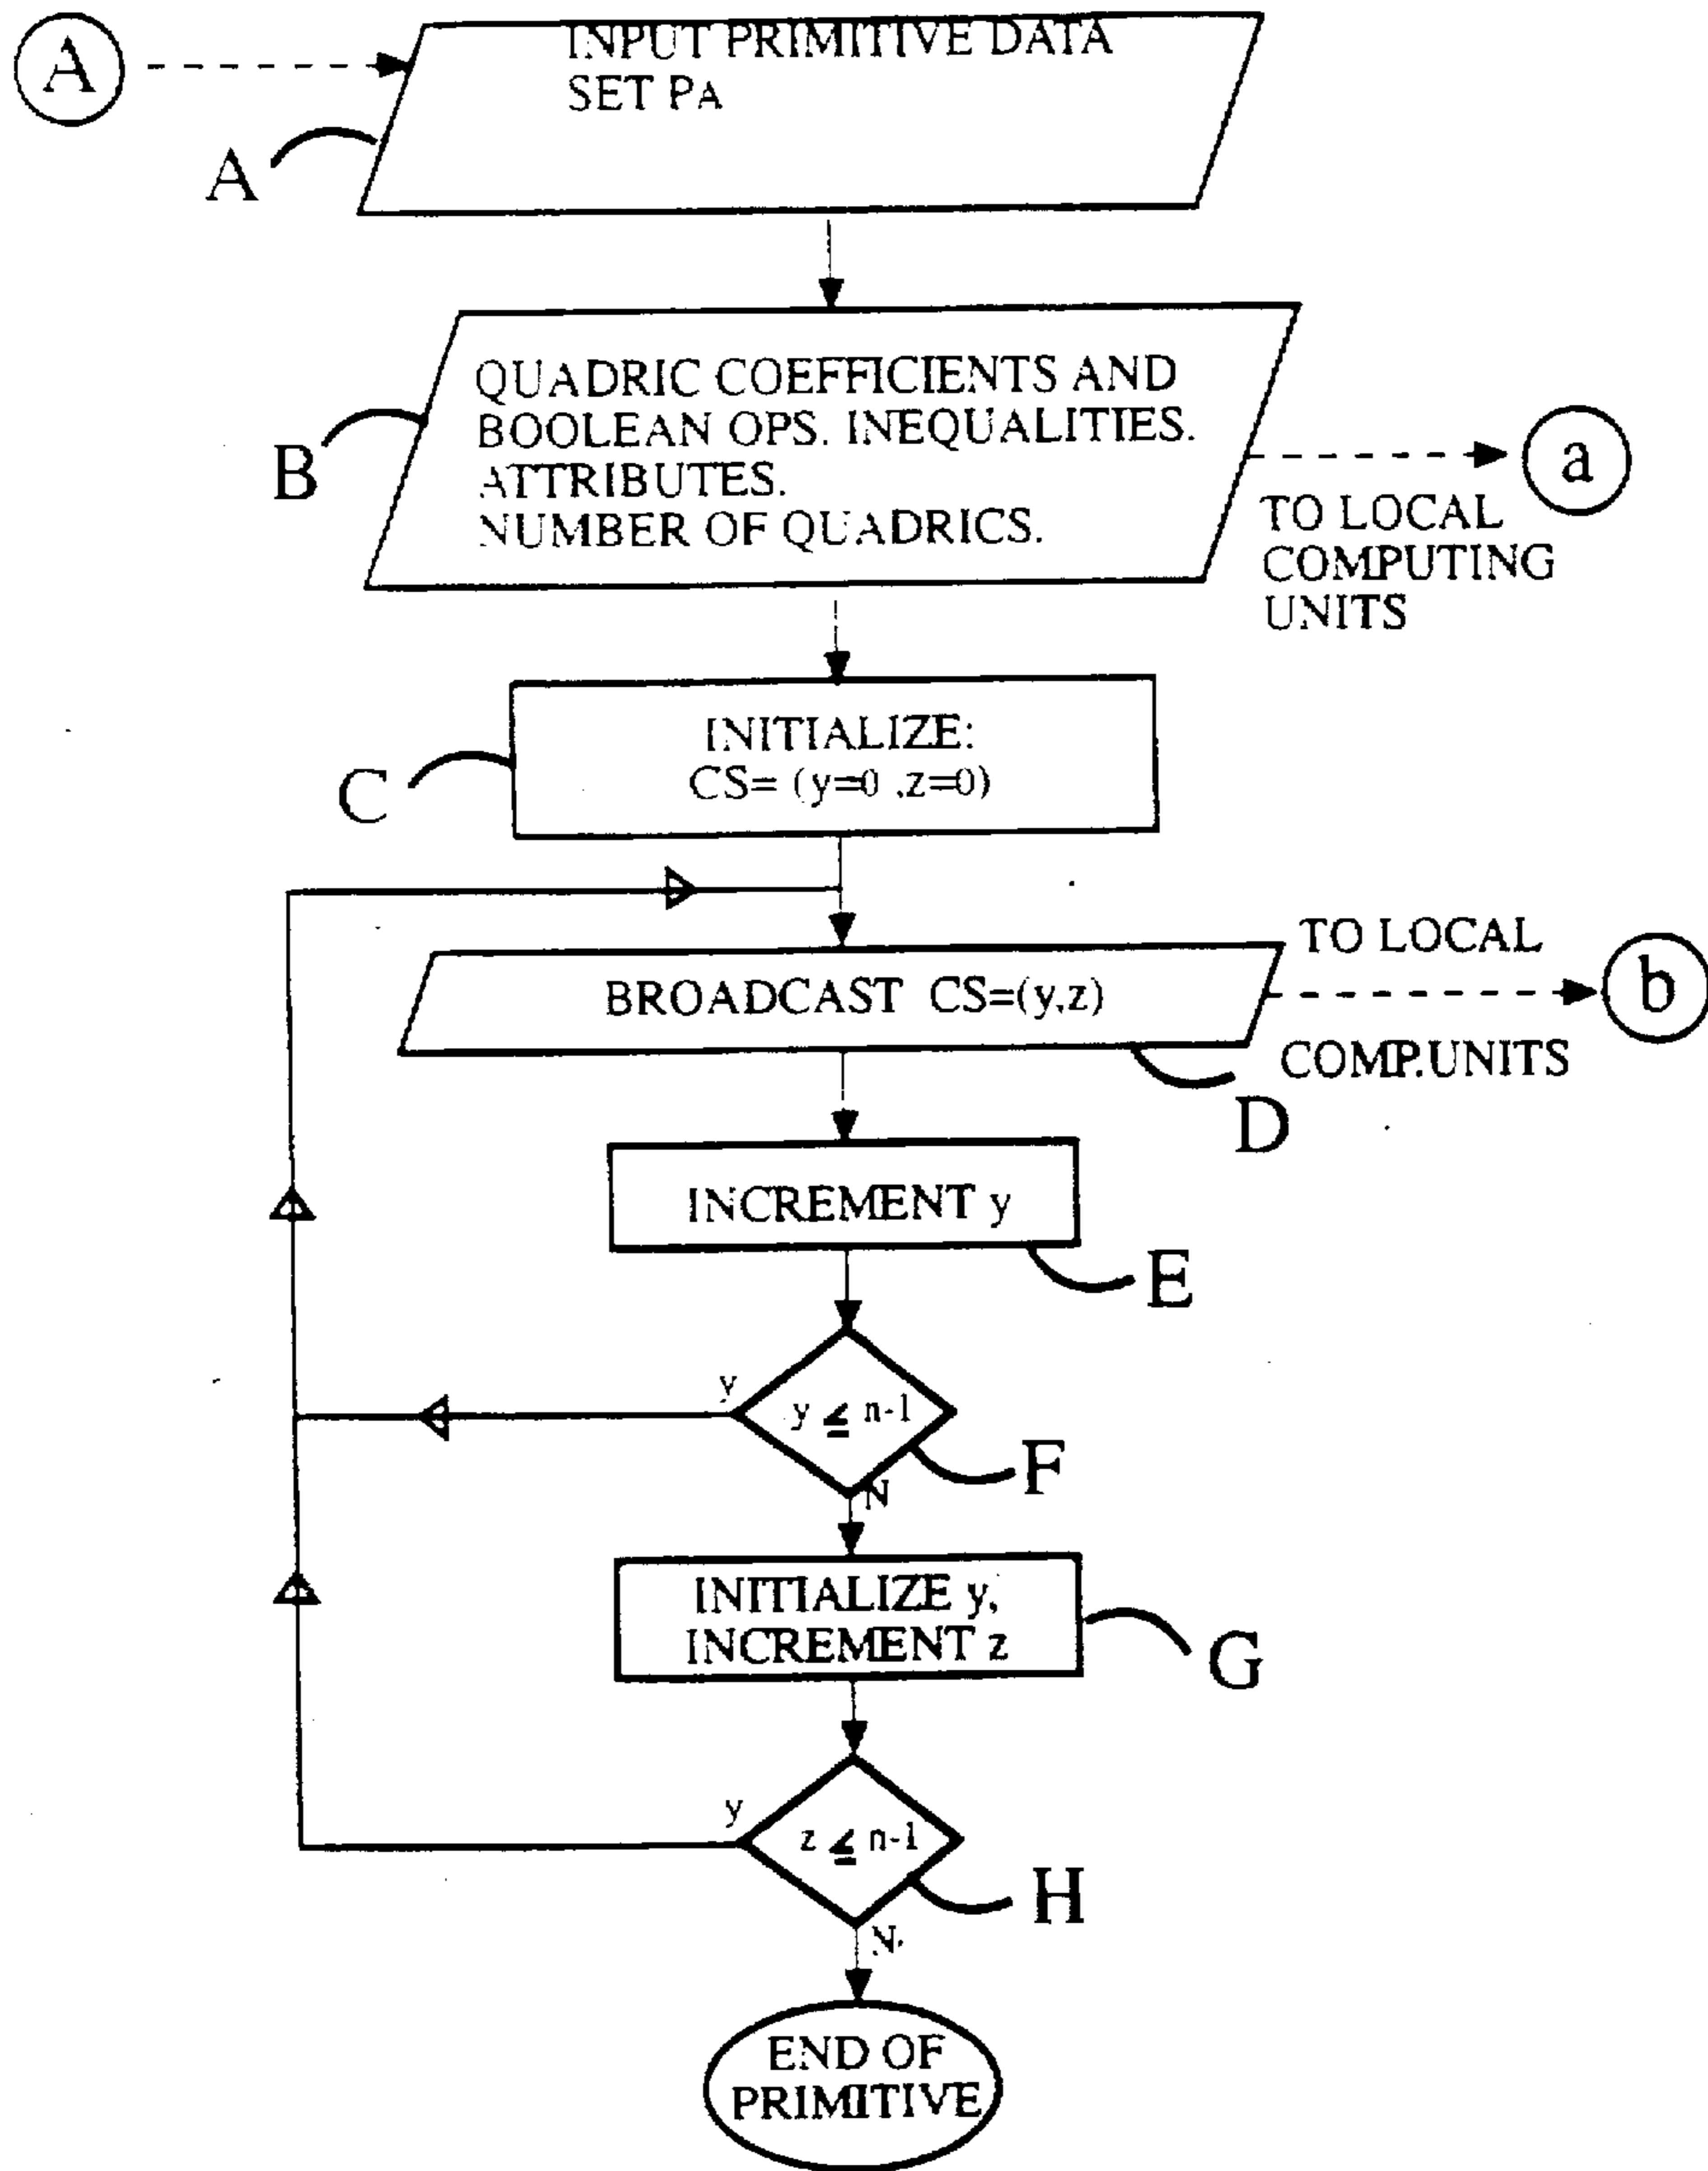 A
INPUT PRIMITIVE DATA
SET PA
A
QUADRIC COEFFICIENTS AND
BOOLEAN OPS. INEQUALITIES.
ATTRIBUTES.
NUMBER OF QUADRICS.
B
a
TO LOCAL
COMPUTING
UNITS
INITIALIZE:
CS= (y=0 ,z=0)
C
TO LOCAL
BROADCAST CS=(y,z)
b
COMP.UNITS
D
INCREMENT y
E
y
y ≤ n-1
F
N
INITIALIZE y,
INCREMENT z
G
y
z ≤ n-1
H
N.
END OF
PRIMITIVE